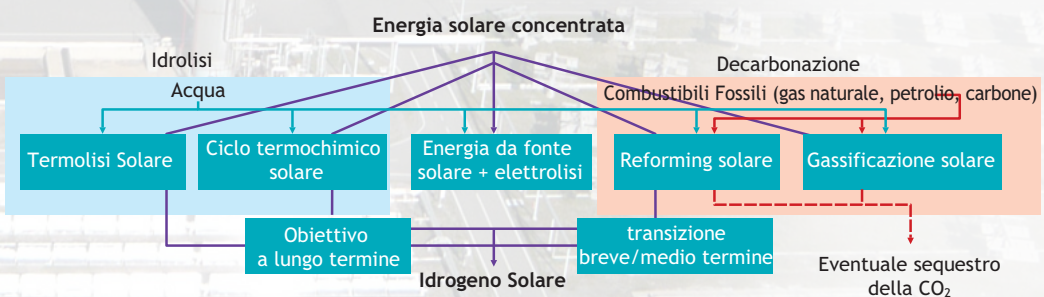 Energia solare concentrata
Idrolisi
Decarbonazione
Acqua
Combustibili Fossili (gas naturale, petrolio, carbone)
Termolisi Solare
Ciclo termochimico
solare
Energia da fonte
solare + elettrolisi
Reforming solare
Gassificazione solare
Obiettivo
a lungo termine
transizione
breve/medio termine
Idrogeno Solare
Eventuale sequestro
della CO₂